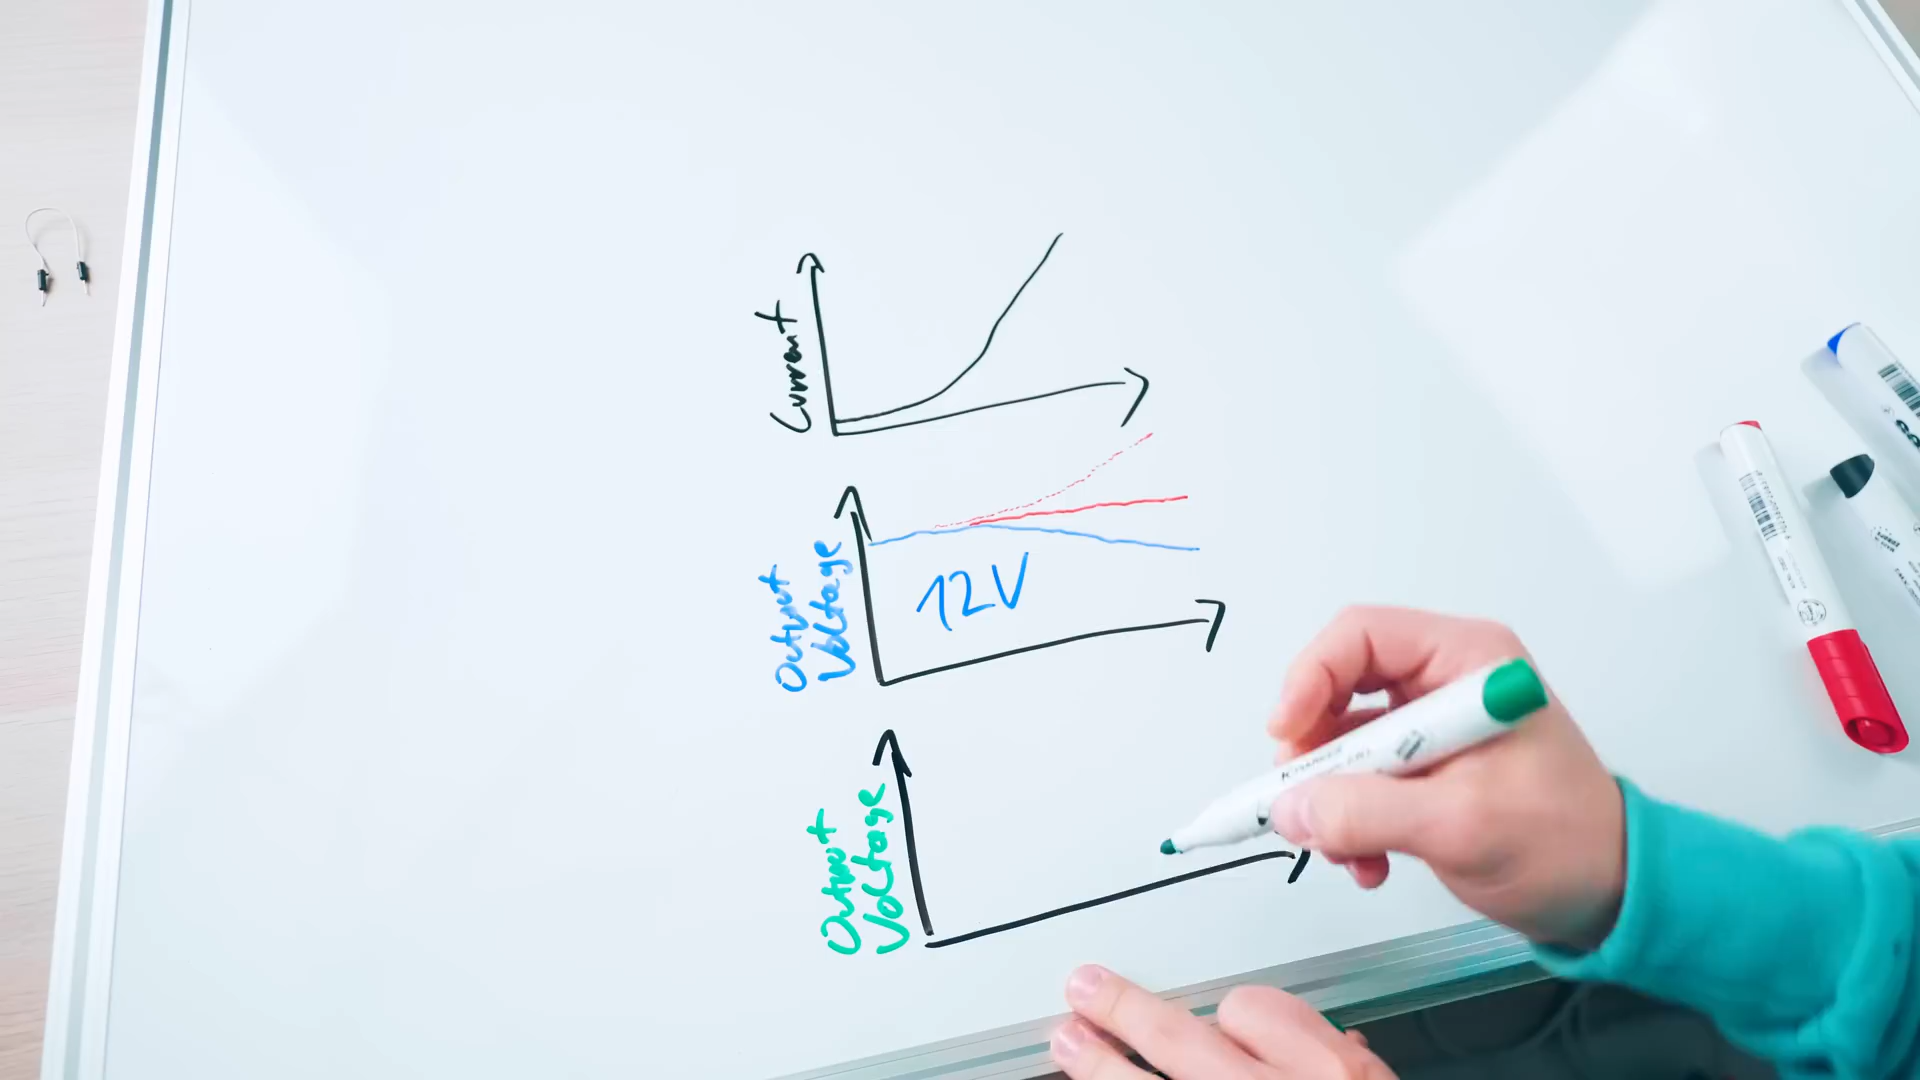 Current
Output
Voltage
12V
Output
Voltage